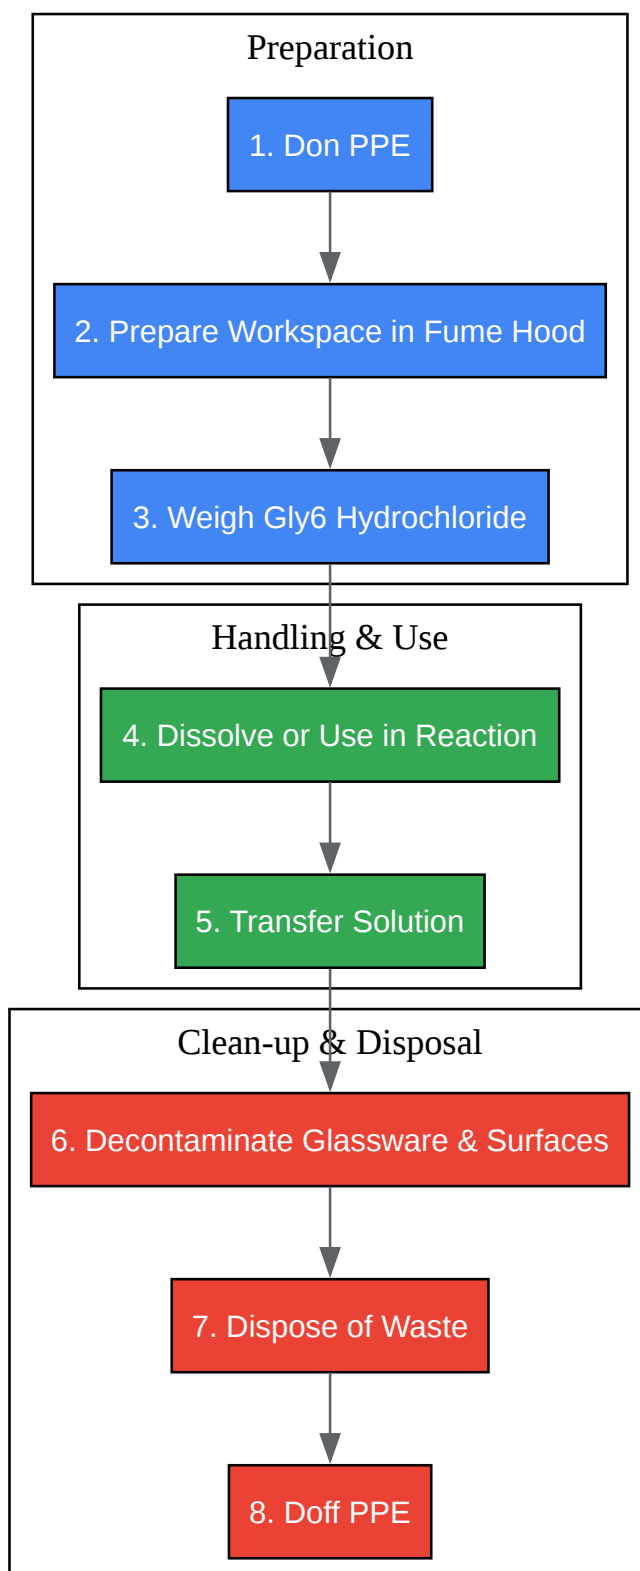 Preparation
1. Don PPE
2. Prepare Workspace in Fume Hood
3. Weigh Gly6 Hydrochloride
Handling & Use
4. Dissolve or Use in Reaction
5. Transfer Solution
Clean-up & Disposal
6. Decontaminate Glassware & Surfaces
7. Dispose of Waste
8. Doff PPE